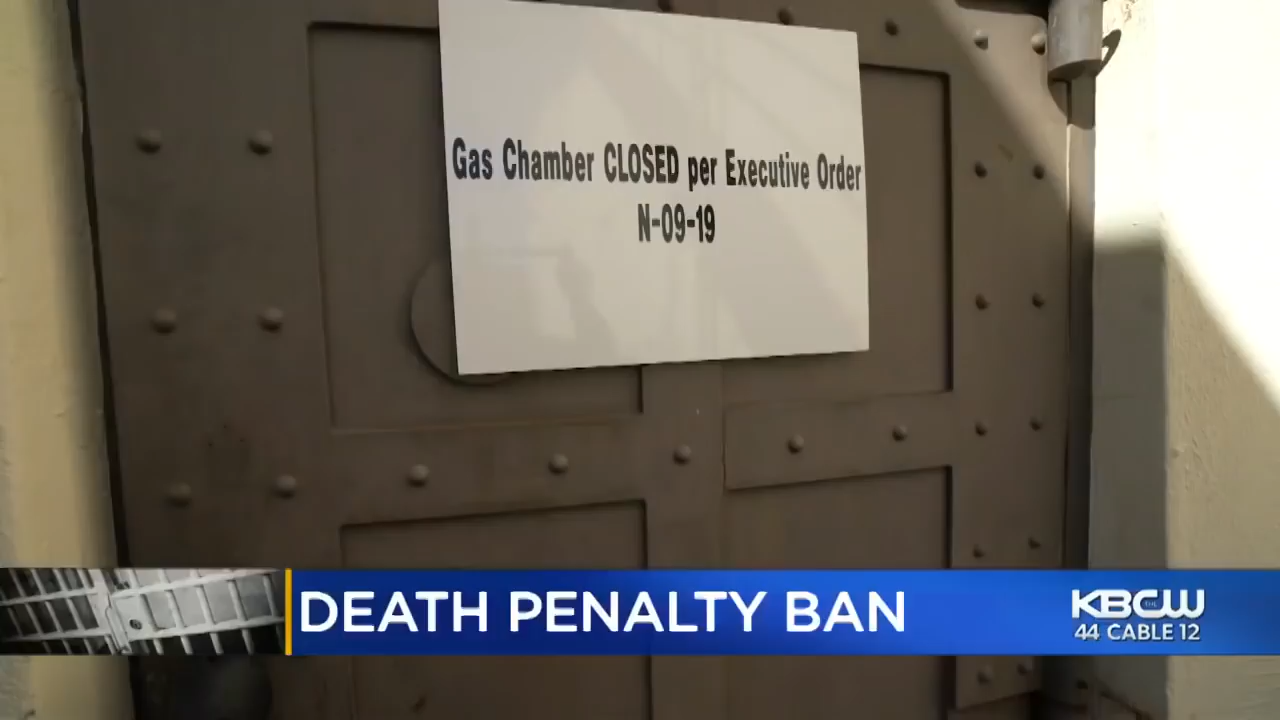 Gas Chamber CLOSED per Executive Order
N-09-19
DEATH PENALTY BAN
KBCW
44 CABLE 12